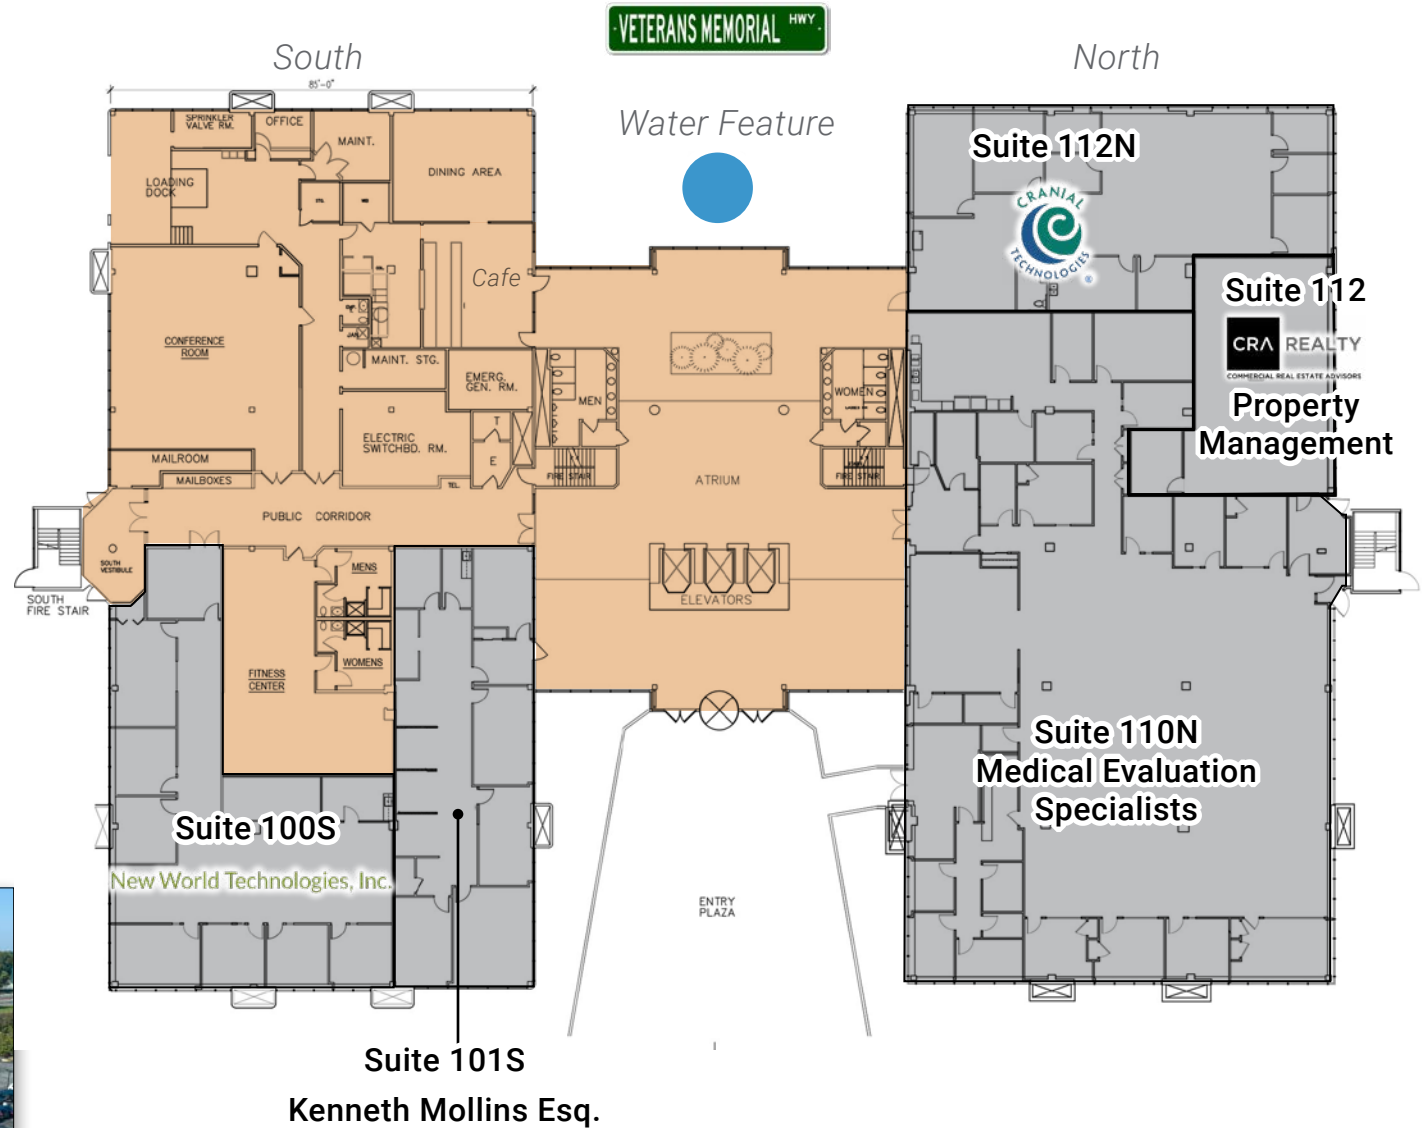 VETERANS MEMORIAL HWY
South
North
85'-0"
Water Feature
SPRINKLER
VALVE RM.
OFFICE
MAINT.
DINING AREA
LOADING
DOCK
Cafe
CONFERENCE
ROOM
JAN.
MAINT. STG.
EMERG.
GEN. RM.
ELECTRIC
SWITCHBD. RM.
T
E
TEL.
MAILROOM
MAILBOXES
PUBLIC CORRIDOR
SOUTH
VESTIBULE
SOUTH
FIRE STAIR
MENS
WOMENS
FITNESS
CENTER
MEN
WOMEN
FIRE STAIR
FIRE STAIR
ATRIUM
ELEVATORS
ENTRY
PLAZA
Suite 112N
CRANIAL
TECHNOLOGIES
®
Suite 112
CRA REALTY
COMMERCIAL REAL ESTATE ADVISORS
Property
Management
Suite 110N
Medical Evaluation
Specialists
Suite 100S
New World Technologies, Inc.
Suite 101S
Kenneth Mollins Esq.